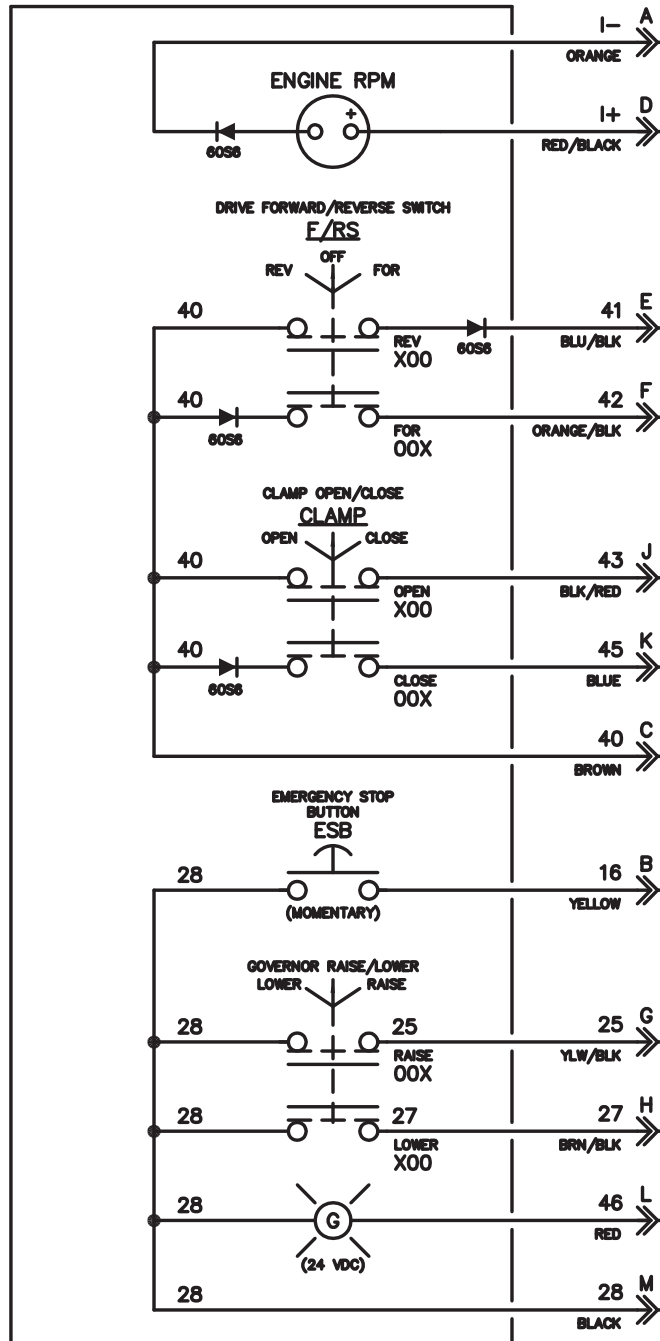 I- A
ORANGE
ENGINE RPM
+
I+ D
RED/BLACK
60S6
DRIVE FORWARD/REVERSE SWITCH
F/RS
OFF
REV FOR
40 41 E
REV 60S6 BLU/BLK
X00
40 42 F
60S6 FOR ORANGE/BLK
00X
CLAMP OPEN/CLOSE
CLAMP
OPEN CLOSE
40 43 J
OPEN BLK/RED
X00
40 45 K
60S6 CLOSE BLUE
00X
40 C
BROWN
EMERGENCY STOP
BUTTON
ESB
28 16 B
(MOMENTARY) YELLOW
GOVERNOR RAISE/LOWER
LOWER RAISE
28 25 25 G
RAISE YLW/BLK
00X
28 27 27 H
LOWER BRN/BLK
X00
28 G 46 L
RED
(24 VDC)
28 28 M
BLACK